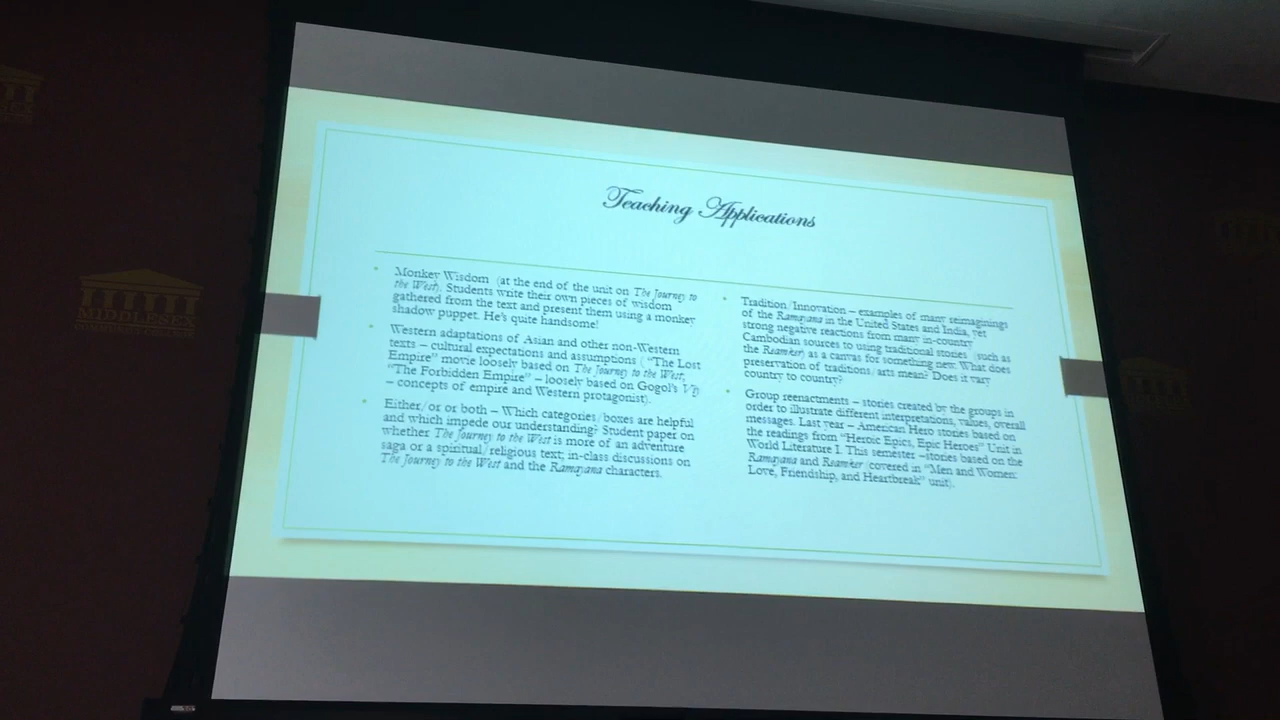 Teaching Applications
Monkey Wisdom (at the end of the unit on The Journey to
the West). Students write their own pieces of wisdom
gathered from the text and present them using a monkey
shadow puppet. He's quite handsome!
Western adaptations of Asian and other non-Western
texts – cultural expectations and assumptions ("The Lost
Empire" movie loosely based on The Journey to the West;
"The Forbidden Empire" – loosely based on Gogol's Viy
– concepts of empire and Western protagonist).
Either/or or both – Which categories/boxes are helpful
and which impede our understanding? Student paper on
whether The Journey to the West is more of an adventure
saga or a spiritual/religious text; in-class discussions on
The Journey to the West and the Ramayana characters.
Tradition/Innovation – examples of many reimaginings
of the Ramayana in the United States and India, yet
strong negative reactions from many in-country
Cambodian sources to using traditional stories (such as
the Reamker) as a canvas for something new. What does
preservation of traditions/arts mean? Does it vary
country to country?
Group reenactments – stories created by the groups in
order to illustrate different interpretations, values, overall
messages. Last year – American Hero stories based on
the readings from "Heroic Epics, Epic Heroes" Unit in
World Literature I. This semester –stories based on the
Ramayana and Reamker (covered in "Men and Women:
Love, Friendship, and Heartbreak" unit).
MIDDLESEX